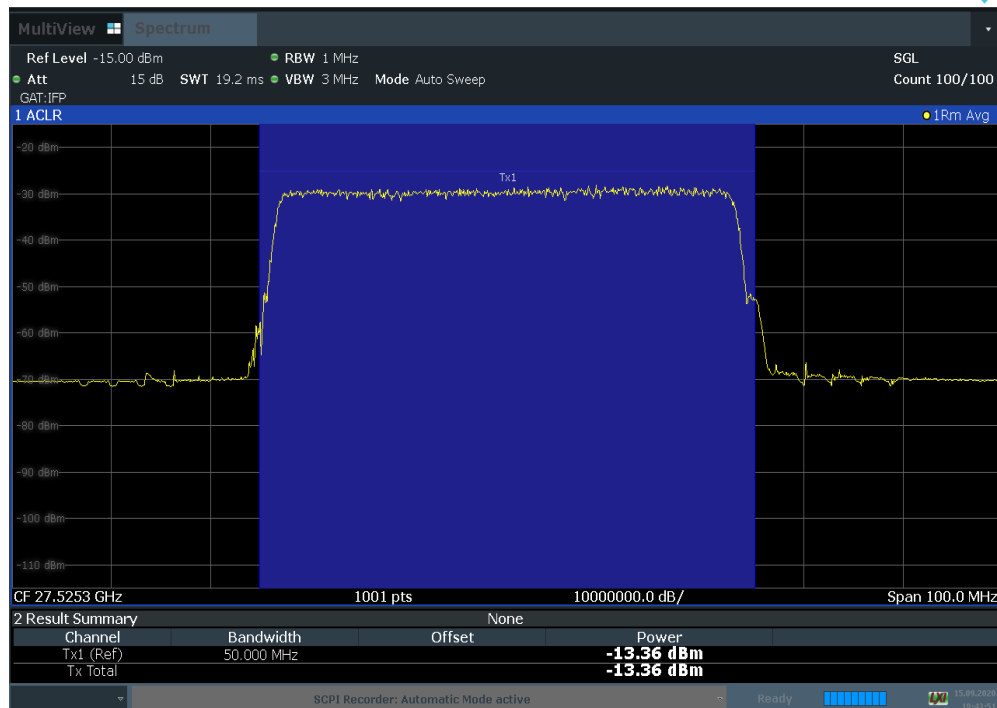 MultiView Spectrum
Ref Level -15.00 dBm RBW 1 MHz SGL
Att 15 dB SWT 19.2 ms VBW 3 MHz Mode Auto Sweep Count 100/100
GAT:IFP
1 ACLR 1Rm Avg
-20 dBm
Tx1
-30 dBm
-40 dBm
-50 dBm
-60 dBm
-70 dBm
-80 dBm
-90 dBm
-100 dBm
-110 dBm
CF 27.5253 GHz 1001 pts 10000000.0 dB/ Span 100.0 MHz
2 Result Summary None
Channel Bandwidth Offset Power
Tx1 (Ref) 50.000 MHz -13.36 dBm
Tx Total -13.36 dBm
SCPI Recorder: Automatic Mode active Ready 15.09.2020